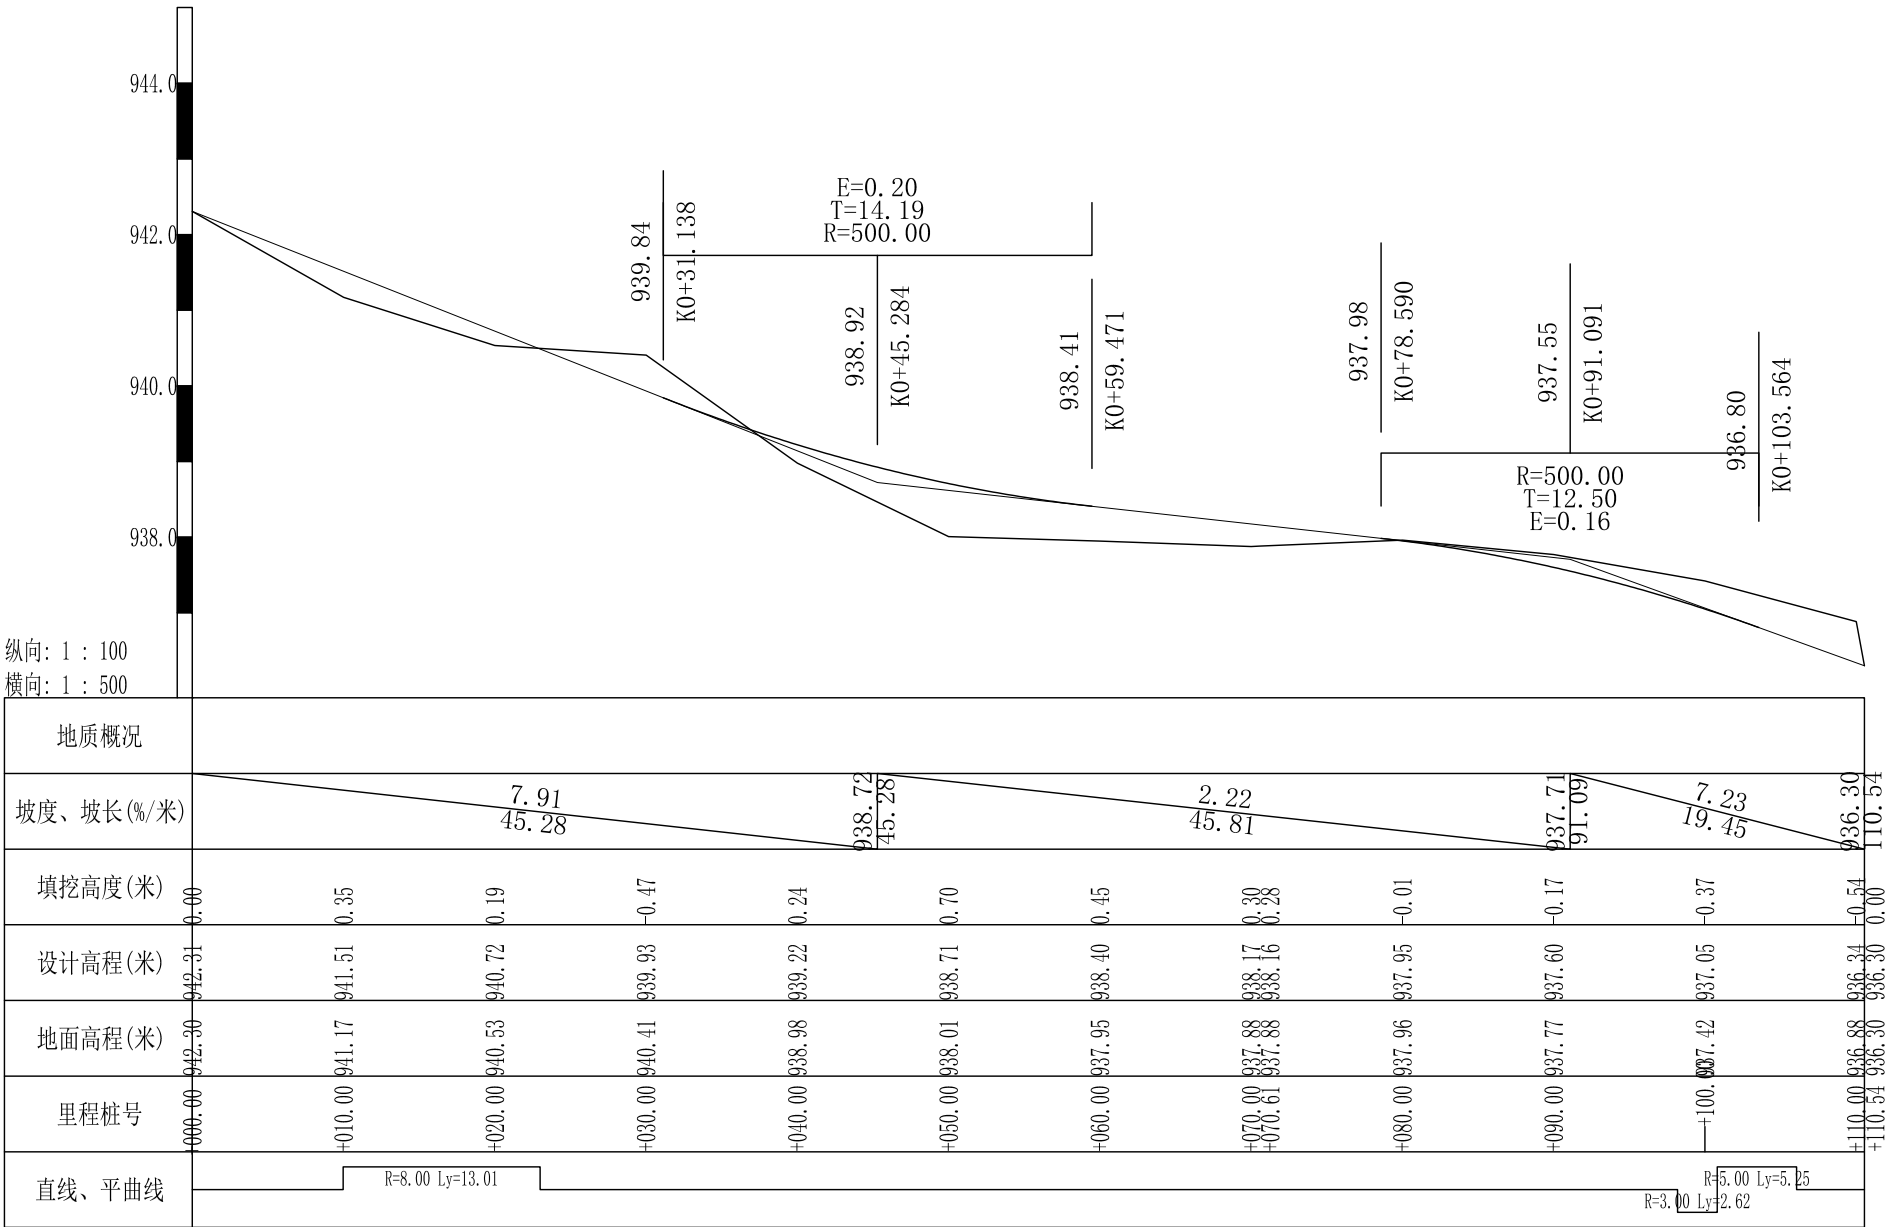 944.0
942.0
940.0
938.0
纵向: 1 : 100
横向: 1 : 500
939.84
K0+31.138
E=0.20
T=14.19
R=500.00
938.92
K0+45.284
938.41
K0+59.471
937.98
K0+78.590
937.55
K0+91.091
936.80
K0+103.564
R=500.00
T=12.50
E=0.16
地质概况
坡度、坡长(%/米)
7.91
45.28
938.72
45.28
2.22
45.81
937.71
91.09
7.23
19.45
936.30
110.54
填挖高度(米)
0.00 0.35 0.19 -0.47 0.24 0.70 0.45 0.30 0.28 -0.01 -0.17 -0.37 -0.54 0.00
设计高程(米)
942.31 941.51 940.72 939.93 939.22 938.71 938.40 938.17 938.16 937.95 937.60 937.05 936.34 936.30
地面高程(米)
942.30 941.17 940.53 940.41 938.98 938.01 937.95 937.88 937.88 937.96 937.77 937.42 936.88 936.30
里程桩号
+000.00 +010.00 +020.00 +030.00 +040.00 +050.00 +060.00 +070.00 +070.61 +080.00 +090.00 +100.00 +110.00 +110.54
直线、平曲线
R=8.00 Ly=13.01
R=5.00 Ly=5.25
R=3.00 Ly=2.62